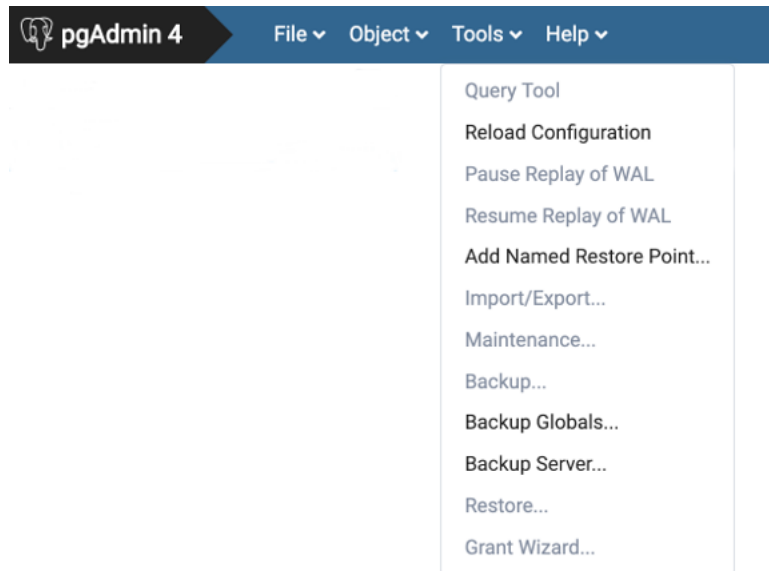 pgAdmin 4 File Object Tools Help
Query Tool
Reload Configuration
Pause Replay of WAL
Resume Replay of WAL
Add Named Restore Point...
Import/Export...
Maintenance...
Backup...
Backup Globals...
Backup Server...
Restore...
Grant Wizard...